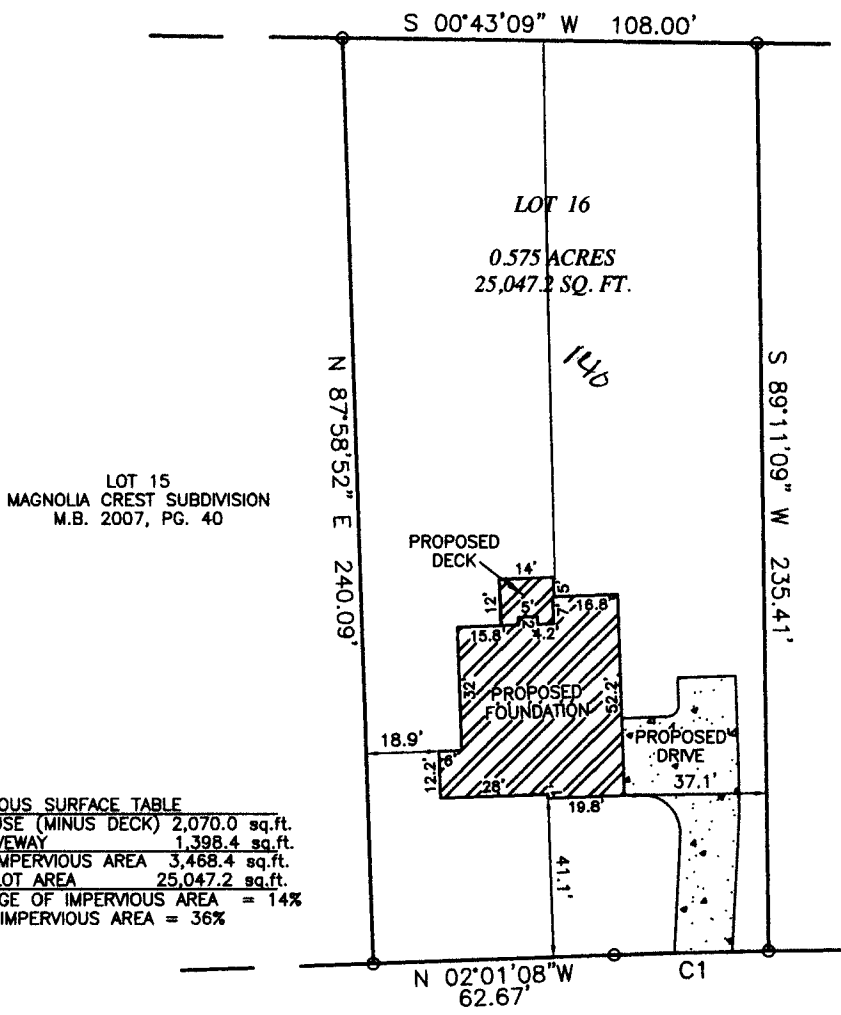 S 00°43'09" W 108.00'
LOT 16
0.575 ACRES
25,047.2 SQ. FT.
140
N 87°58'52" E 240.09'
S 89°11'09" W 235.41'
LOT 15
MAGNOLIA CREST SUBDIVISION
M.B. 2007, PG. 40
PROPOSED
DECK
14'
5'
12'
5'
7'
16.8'
2'
15.8'
4.2'
32'
PROPOSED
FOUNDATION
52.2'
PROPOSED
DRIVE
18.9'
6'
12.2'
28'
1'
19.8'
37.1'
41.1'
OUS SURFACE TABLE
USE (MINUS DECK) 2,070.0 sq.ft.
VEWAY 1,398.4 sq.ft.
IMPERVIOUS AREA 3,468.4 sq.ft.
LOT AREA 25,047.2 sq.ft.
GE OF IMPERVIOUS AREA = 14%
IMPERVIOUS AREA = 36%
N 02°01'08"W
62.67'
C1